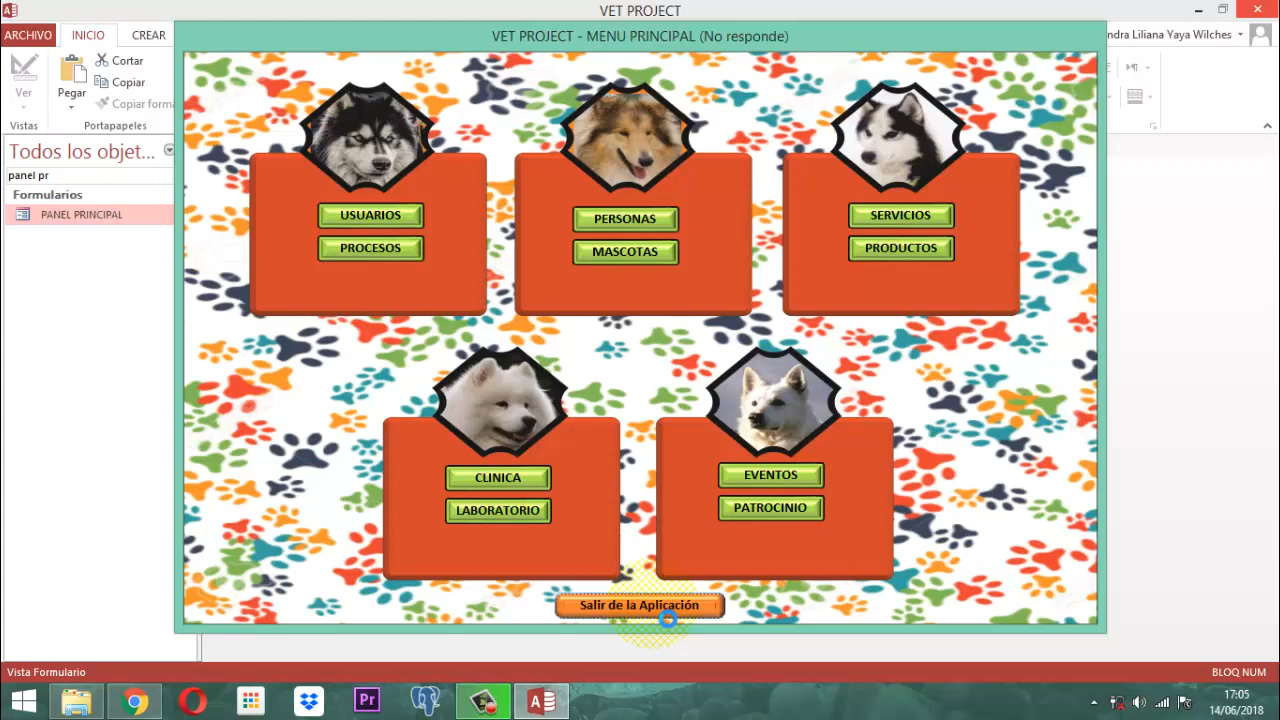 VET PROJECT
ARCHIVO INICIO CREAR
ndra Liliana Yaya Wilches
Ver
Pegar
Cortar
Copiar
Copiar forma
Vistas
Portapapeles
Todos los objet...
panel pr
Formularios
PANEL PRINCIPAL
VET PROJECT - MENU PRINCIPAL (No responde)
USUARIOS
PROCESOS
PERSONAS
MASCOTAS
SERVICIOS
PRODUCTOS
CLINICA
LABORATORIO
EVENTOS
PATROCINIO
Salir de la Aplicación
Vista Formulario
BLOQ NUM
Pr
17:05
14/06/2018